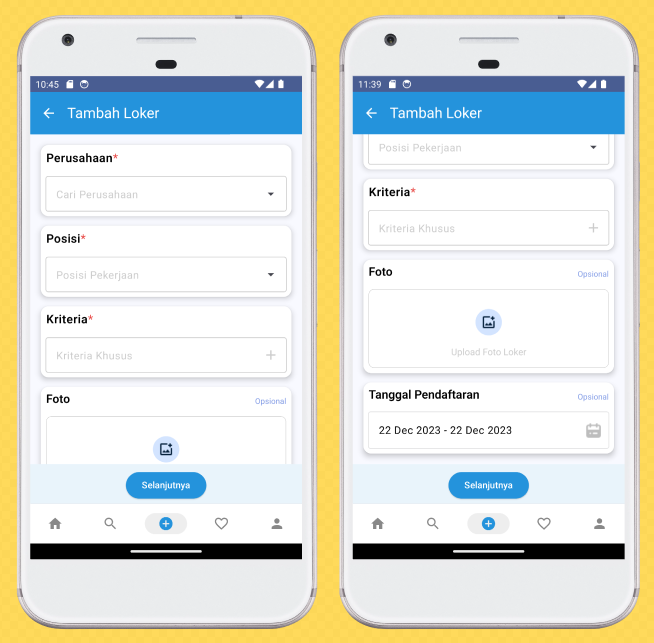 10:45
Tambah Loker
Perusahaan*
Cari Perusahaan
Posisi*
Posisi Pekerjaan
Kriteria*
Kriteria Khusus
Foto
Opsional
Selanjutnya
11:39
Tambah Loker
Posisi Pekerjaan
Kriteria*
Kriteria Khusus
Foto
Opsional
Upload Foto Loker
Tanggal Pendaftaran
Opsional
22 Dec 2023 - 22 Dec 2023
Selanjutnya